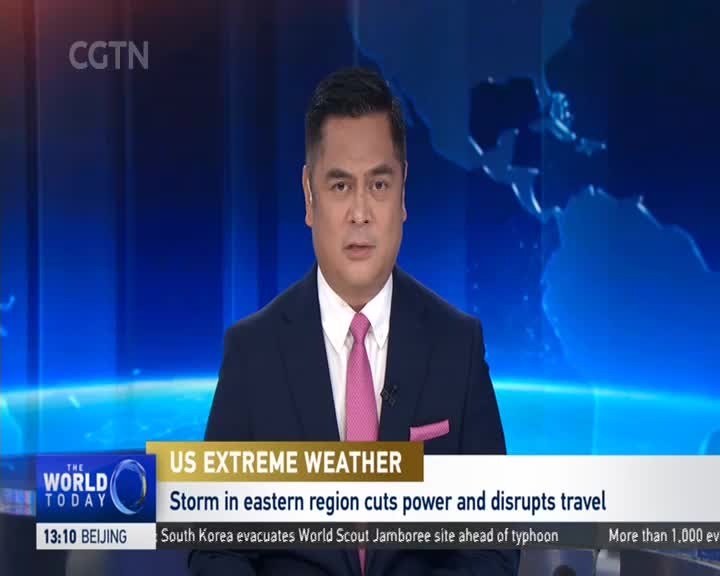 CGTN
US EXTREME WEATHER
THE
WORLD
TODAY
Storm in eastern region cuts power and disrupts travel
13:10 BEIJING
South Korea evacuates World Scout Jamboree site ahead of typhoon
More than 1,000 ev